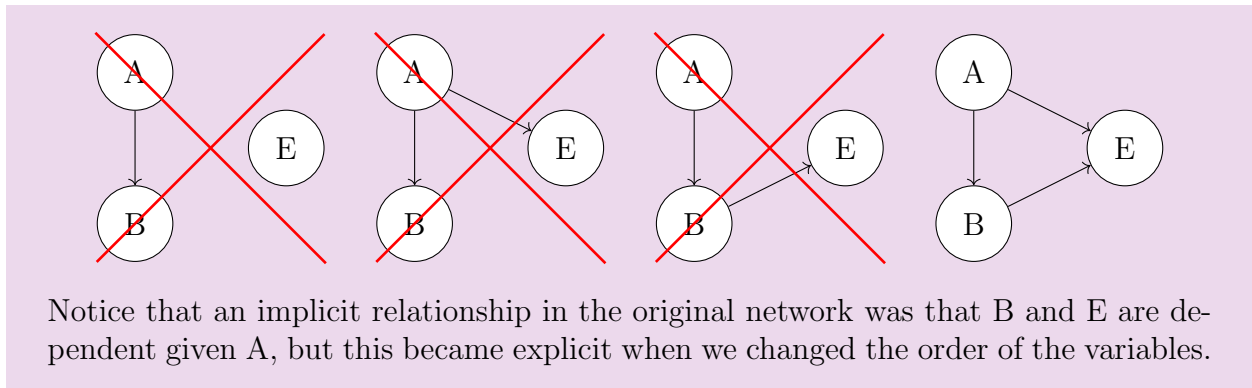 A A A A
E E E E
B B B B
Notice that an implicit relationship in the original network was that B and E are de-
pendent given A, but this became explicit when we changed the order of the variables.